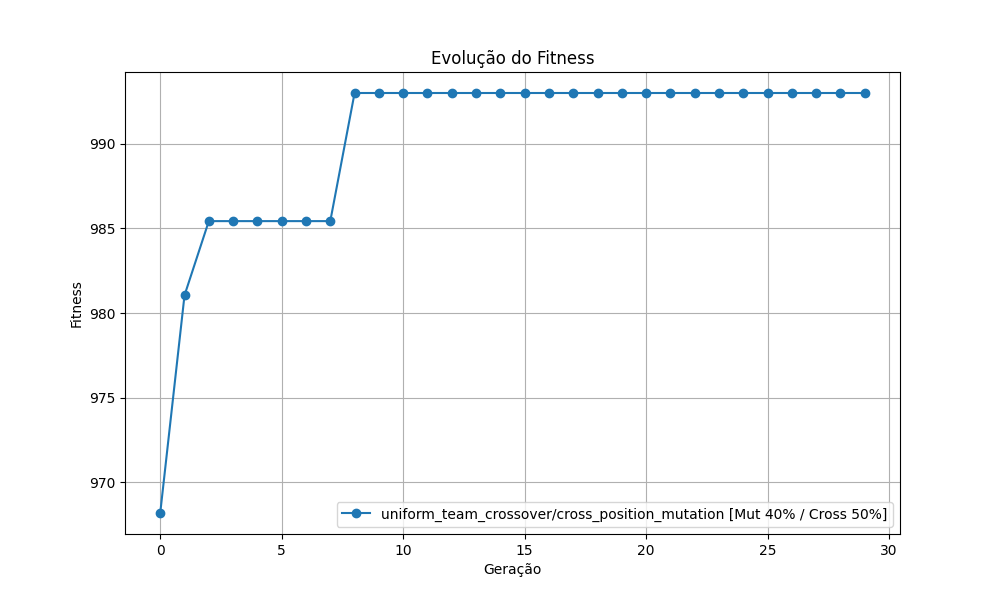 Evolução do Fitness
Fitness
990
985
980
975
970
uniform_team_crossover/cross_position_mutation [Mut 40% / Cross 50%]
0 5 10 15 20 25 30
Geração